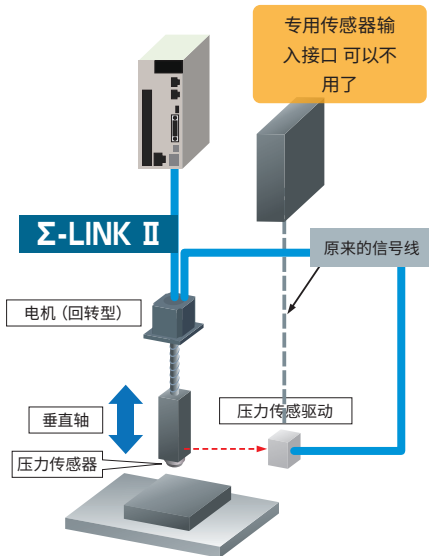 专用传感器输
入接口 可以不
用了
Σ-LINK Ⅱ
原来的信号线
电机（回转型）
垂直轴
压力传感驱动
压力传感器